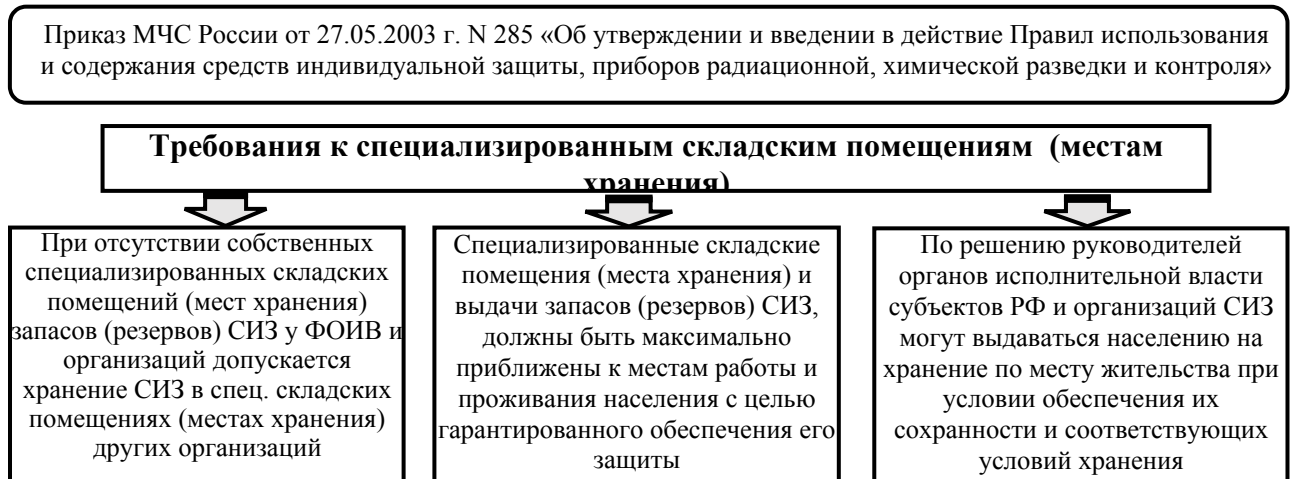 Приказ МЧС России от 27.05.2003 г. N 285 «Об утверждении и введении в действие Правил использования
и содержания средств индивидуальной защиты, приборов радиационной, химической разведки и контроля»
Требования к специализированным складским помещениям (местам
хранения)
При отсутствии собственных
специализированных складских
помещений (мест хранения)
запасов (резервов) СИЗ у ФОИВ и
организаций допускается
хранение СИЗ в спец. складских
помещениях (местах хранения)
других организаций
Специализированные складские
помещения (места хранения) и
выдачи запасов (резервов) СИЗ,
должны быть максимально
приближены к местам работы и
проживания населения с целью
гарантированного обеспечения его
защиты
По решению руководителей
органов исполнительной власти
субъектов РФ и организаций СИЗ
могут выдаваться населению на
хранение по месту жительства при
условии обеспечения их
сохранности и соответствующих
условий хранения